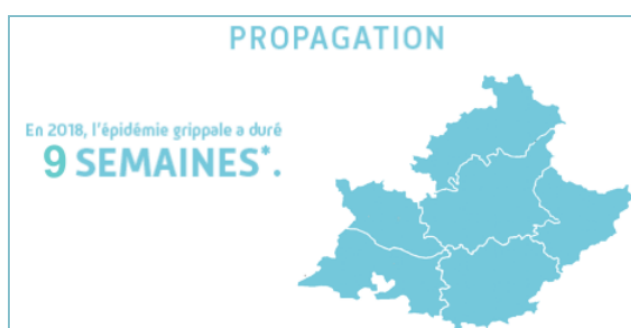 PROPAGATION
En 2018, l'épidémie grippale a duré
9 SEMAINES*.